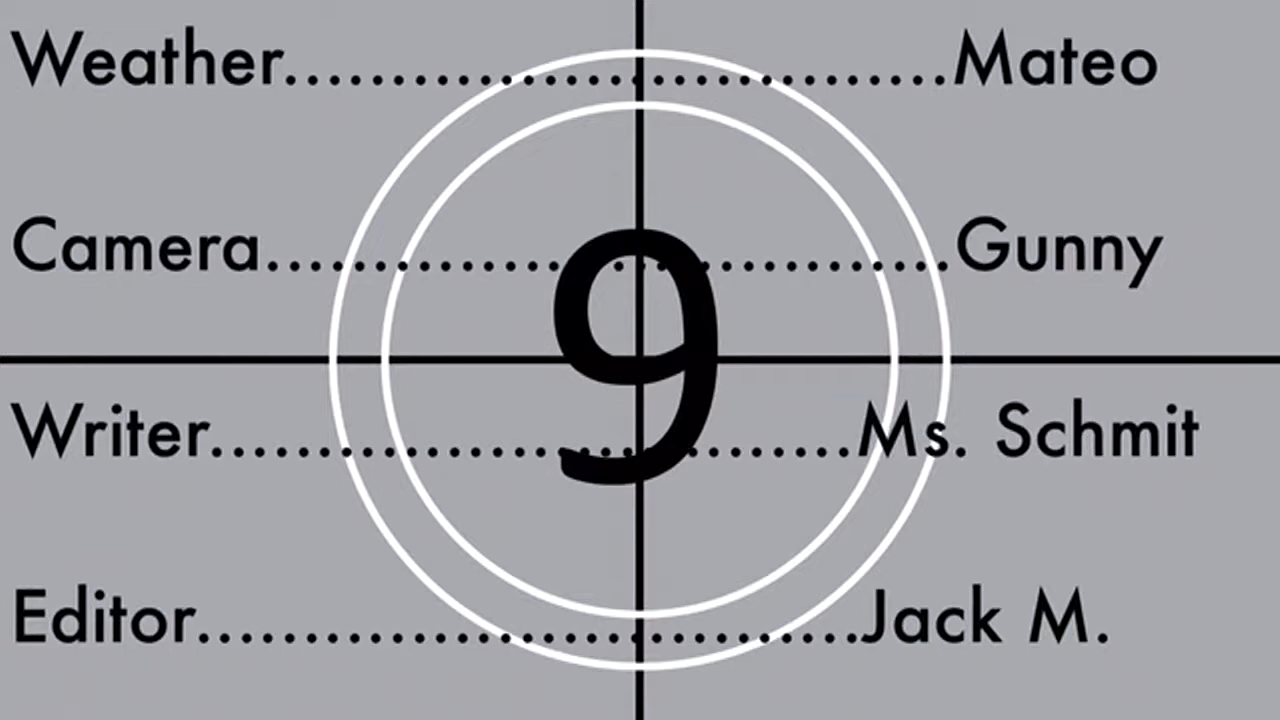 Weather...............................Mateo
Camera................................Gunny
9
Writer..............................Ms. Schmit
Editor...............................Jack M.